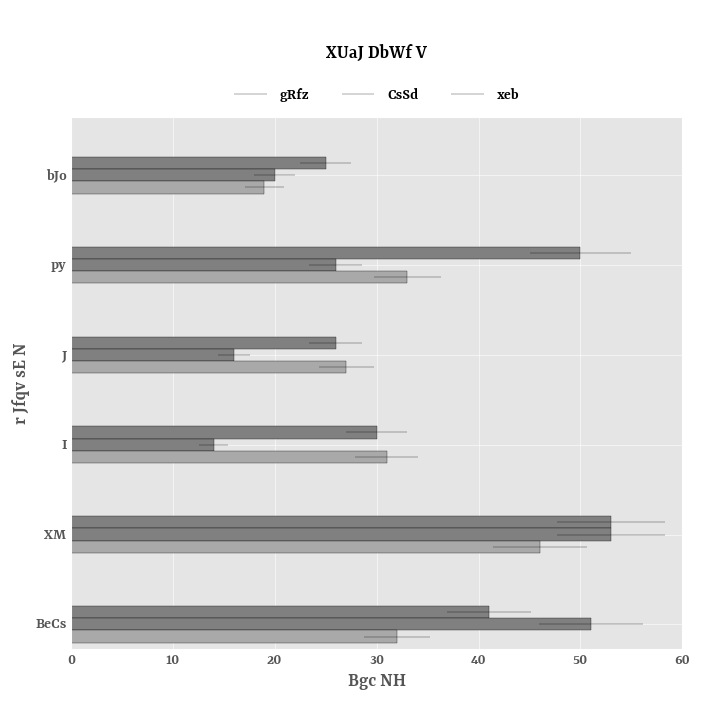 XUaJ DbWf V
gRfz CsSd xeb
bJo
py
J
I
XM
BeCs
r Jfqv sE N
0 10 20 30 40 50 60
Bgc NH